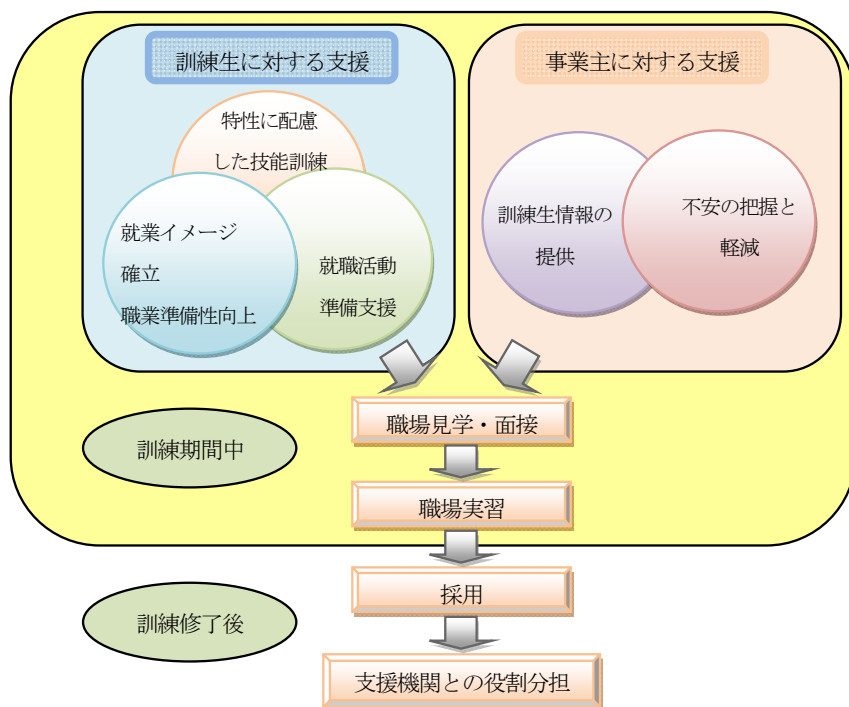 訓練生に対する支援
特性に配慮
した技能訓練
就業イメージ
確立
職業準備性向上
就職活動
準備支援
事業主に対する支援
訓練生情報の
提供
不安の把握と
軽減
職場見学・面接
訓練期間中
職場実習
採用
訓練修了後
支援機関との役割分担